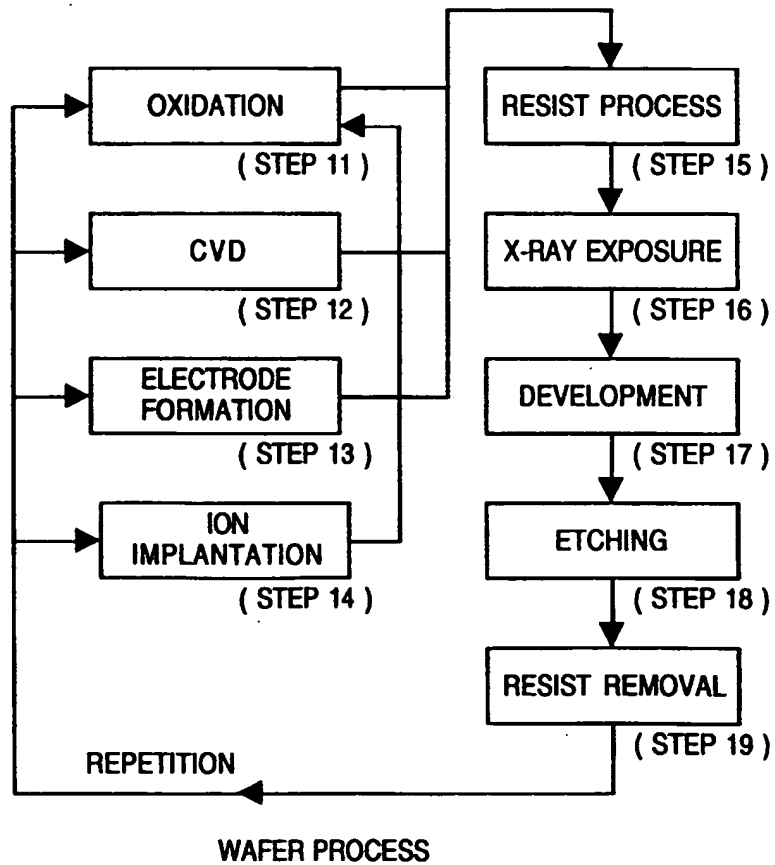 OXIDATION
( STEP 11 )
CVD
( STEP 12 )
ELECTRODE
FORMATION
( STEP 13 )
ION
IMPLANTATION
( STEP 14 )
RESIST PROCESS
( STEP 15 )
X-RAY EXPOSURE
( STEP 16 )
DEVELOPMENT
( STEP 17 )
ETCHING
( STEP 18 )
RESIST REMOVAL
( STEP 19 )
REPETITION
WAFER PROCESS